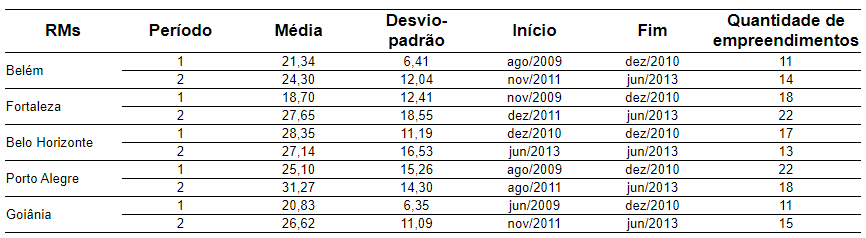 RMs Período Média Desvio-padrão Início Fim Quantidade de empreendimentos
Belém 1 21,34 6,41 ago/2009 dez/2010 11
2 24,30 12,04 nov/2011 jun/2013 14
Fortaleza 1 18,70 12,41 nov/2009 dez/2010 18
2 27,65 18,55 dez/2011 jun/2013 22
Belo Horizonte 1 28,35 11,19 dez/2010 dez/2010 17
2 27,14 16,53 jun/2013 jun/2013 13
Porto Alegre 1 25,10 15,26 ago/2009 dez/2010 22
2 31,27 14,30 ago/2011 jun/2013 18
Goiânia 1 20,83 6,35 jun/2009 dez/2010 11
2 26,62 11,09 nov/2011 jun/2013 15